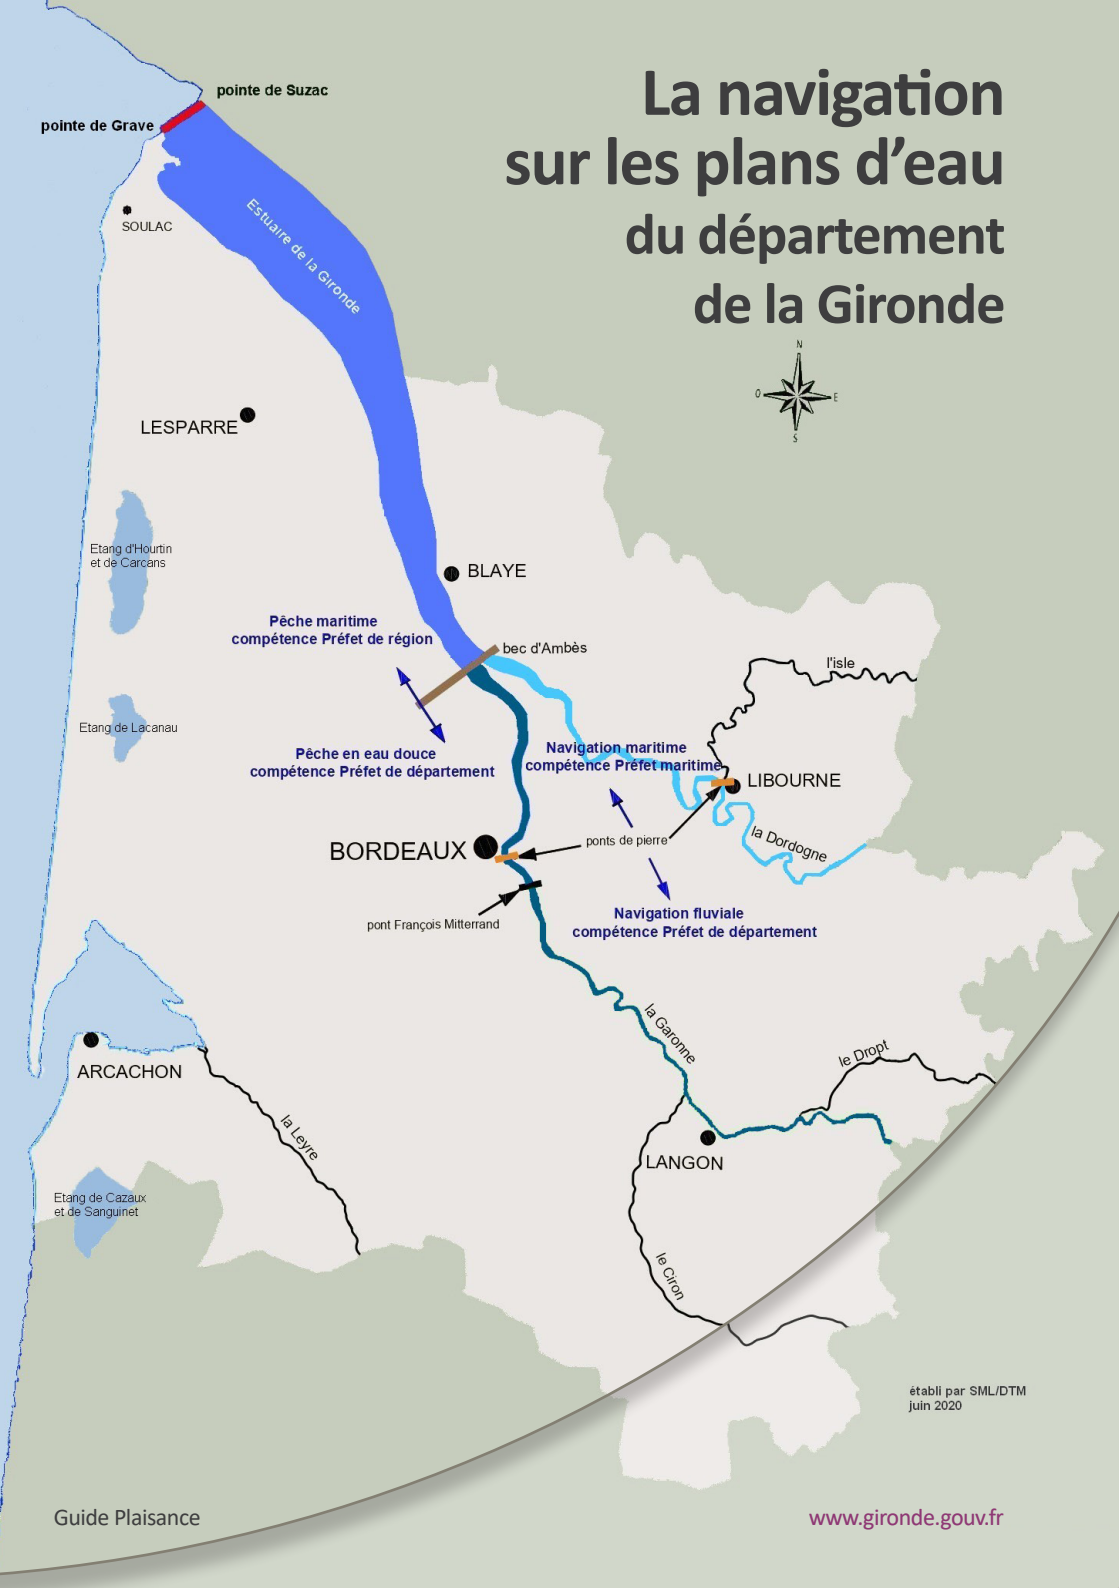 pointe de Suzac
pointe de Grave
La navigation
sur les plans d'eau
du département
de la Gironde
SOULAC
Estuaire de la Gironde
N
O
E
S
LESPARRE
Etang d'Hourtin
et de Carcans
BLAYE
Pêche maritime
compétence Préfet de région
bec d'Ambès
l'isle
Etang de Lacanau
Pêche en eau douce
compétence Préfet de département
Navigation maritime
compétence Préfet maritime
LIBOURNE
la Dordogne
ponts de pierre
BORDEAUX
pont François Mitterrand
Navigation fluviale
compétence Préfet de département
la Garonne
le Dropt
ARCACHON
la Leyre
LANGON
Etang de Cazaux
et de Sanguinet
le Ciron
établi par SML/DTM
juin 2020
Guide Plaisance
www.gironde.gouv.fr